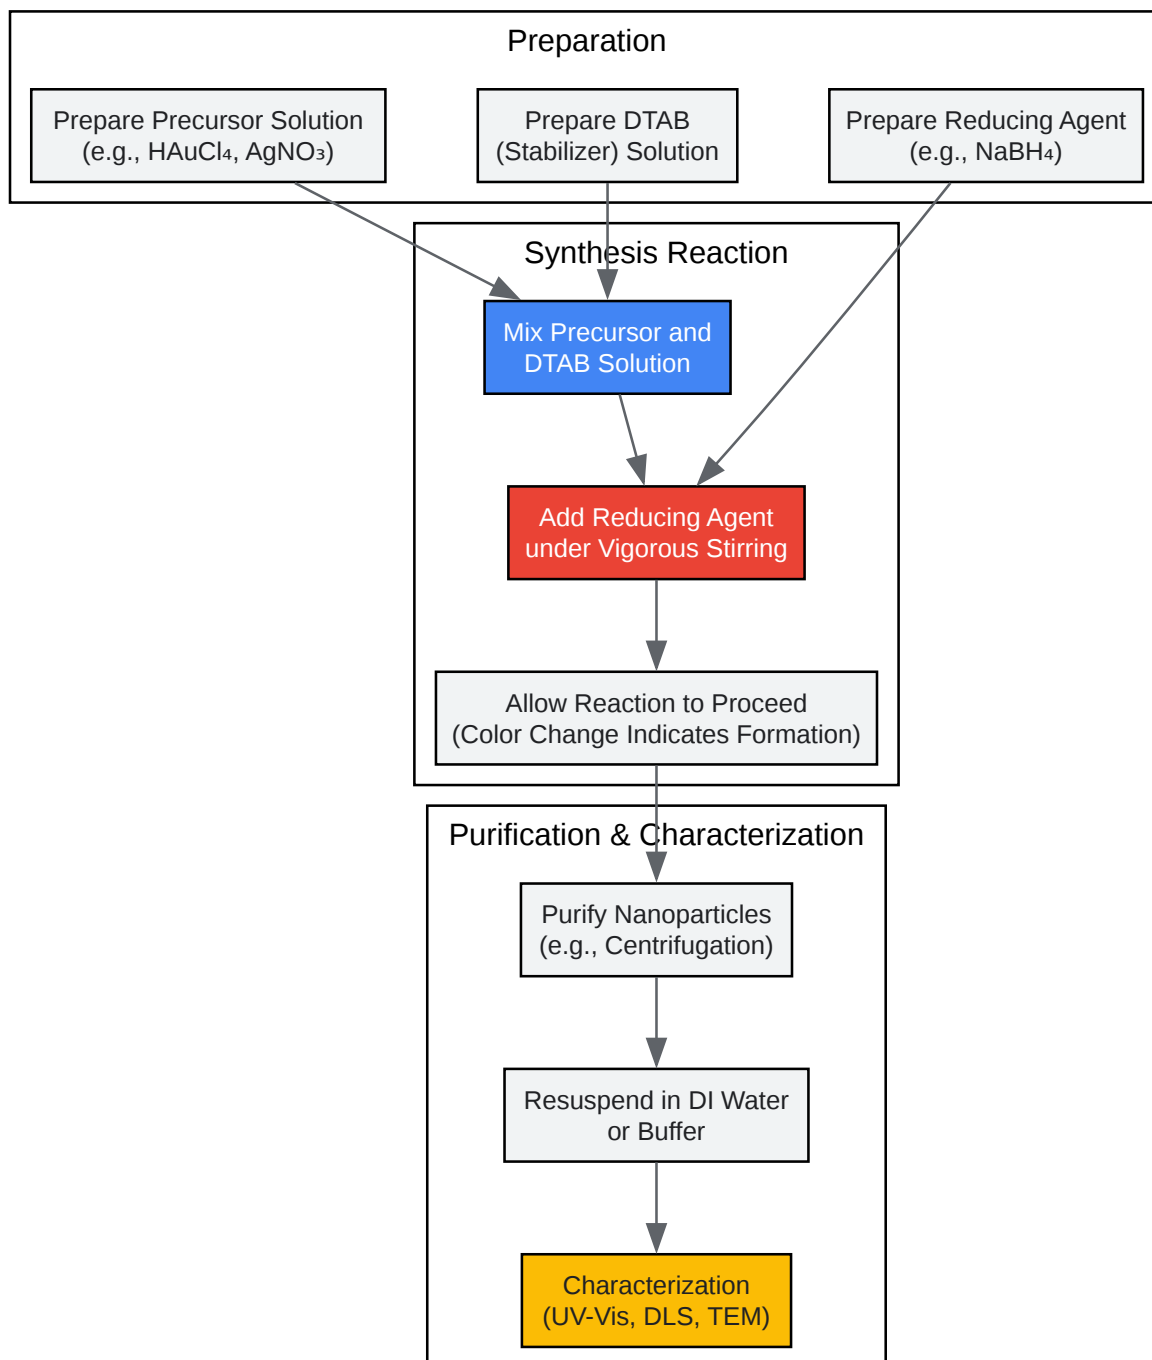 Preparation
Prepare Precursor Solution
(e.g., HAuCl₄, AgNO₃)
Prepare DTAB
(Stabilizer) Solution
Prepare Reducing Agent
(e.g., NaBH₄)
Synthesis Reaction
Mix Precursor and
DTAB Solution
Add Reducing Agent
under Vigorous Stirring
Allow Reaction to Proceed
(Color Change Indicates Formation)
Purification & Characterization
Purify Nanoparticles
(e.g., Centrifugation)
Resuspend in DI Water
or Buffer
Characterization
(UV-Vis, DLS, TEM)